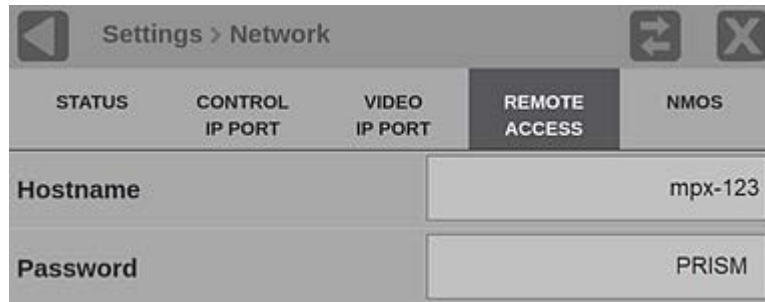 Settings > Network
STATUS
CONTROL
IP PORT
VIDEO
IP PORT
REMOTE
ACCESS
NMOS
Hostname mpx-123
Password PRISM